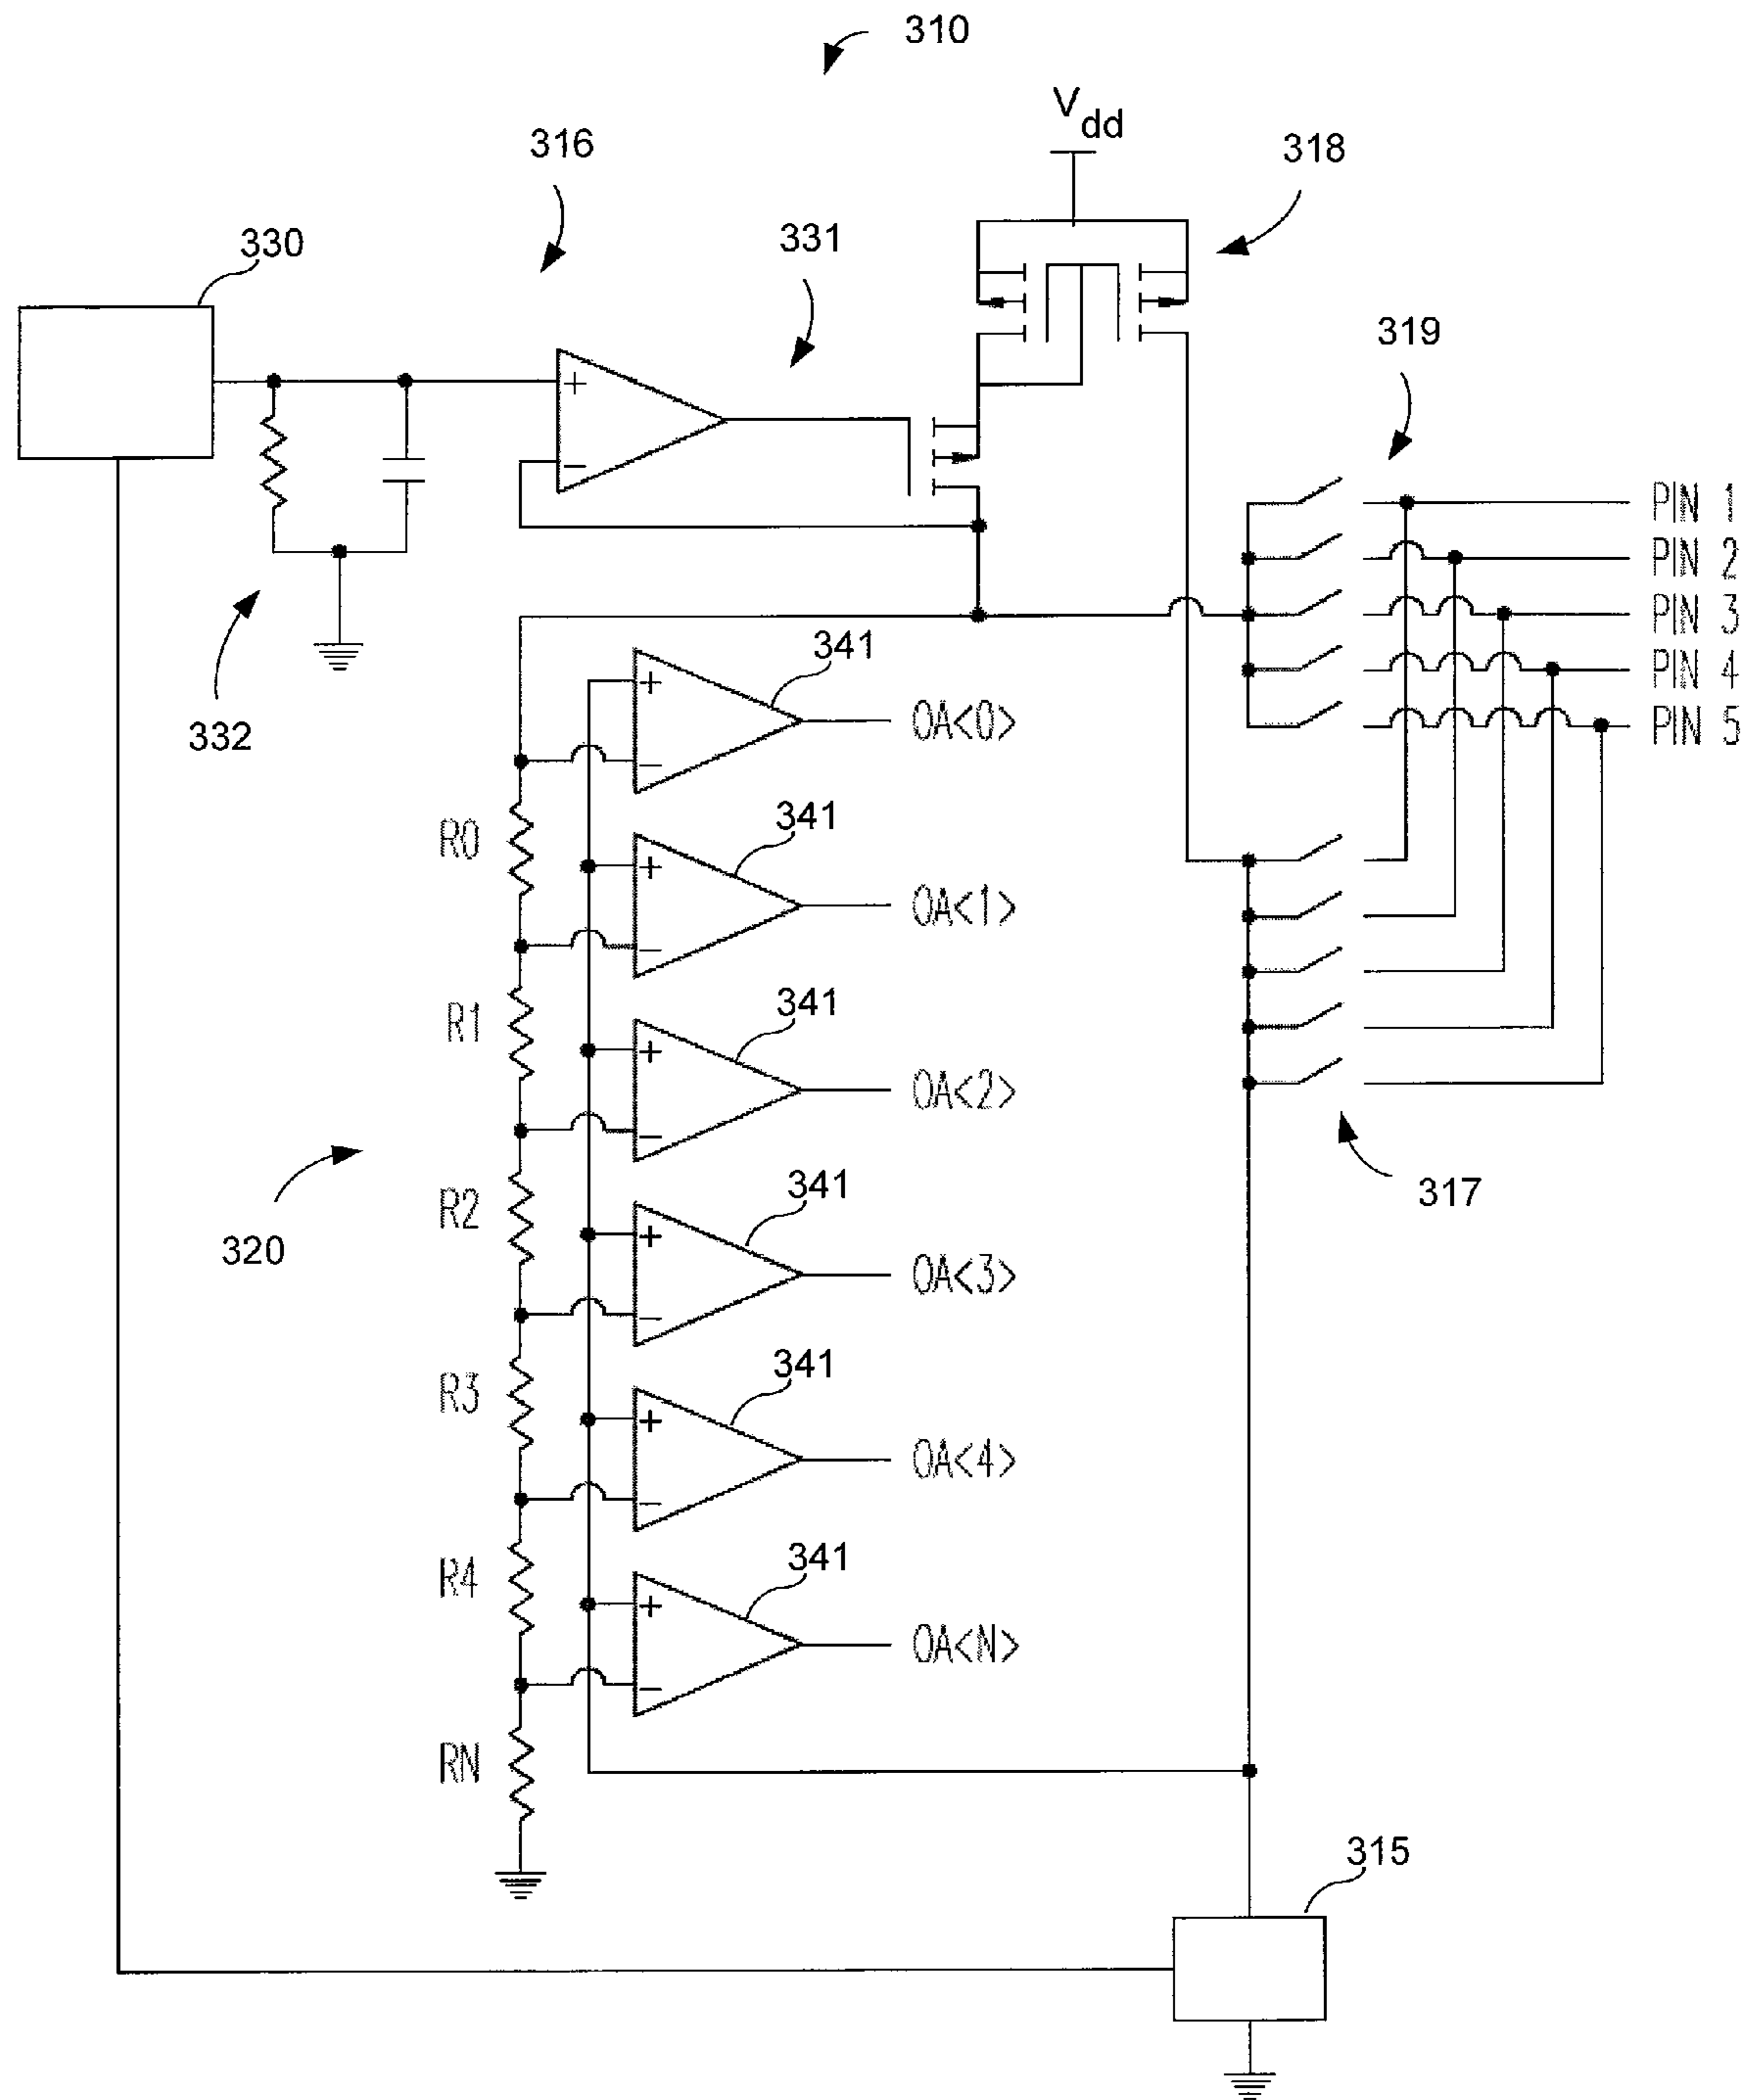 310
V
dd
316
318
331
330
319
+
−
PIN 1
PIN 2
PIN 3
PIN 4
PIN 5
332
341
+
−
OA<0>
R0
341
+
−
OA<1>
R1
341
+
−
OA<2>
317
320
R2
341
+
−
OA<3>
R3
341
+
−
OA<4>
R4
341
+
−
OA<N>
RN
315